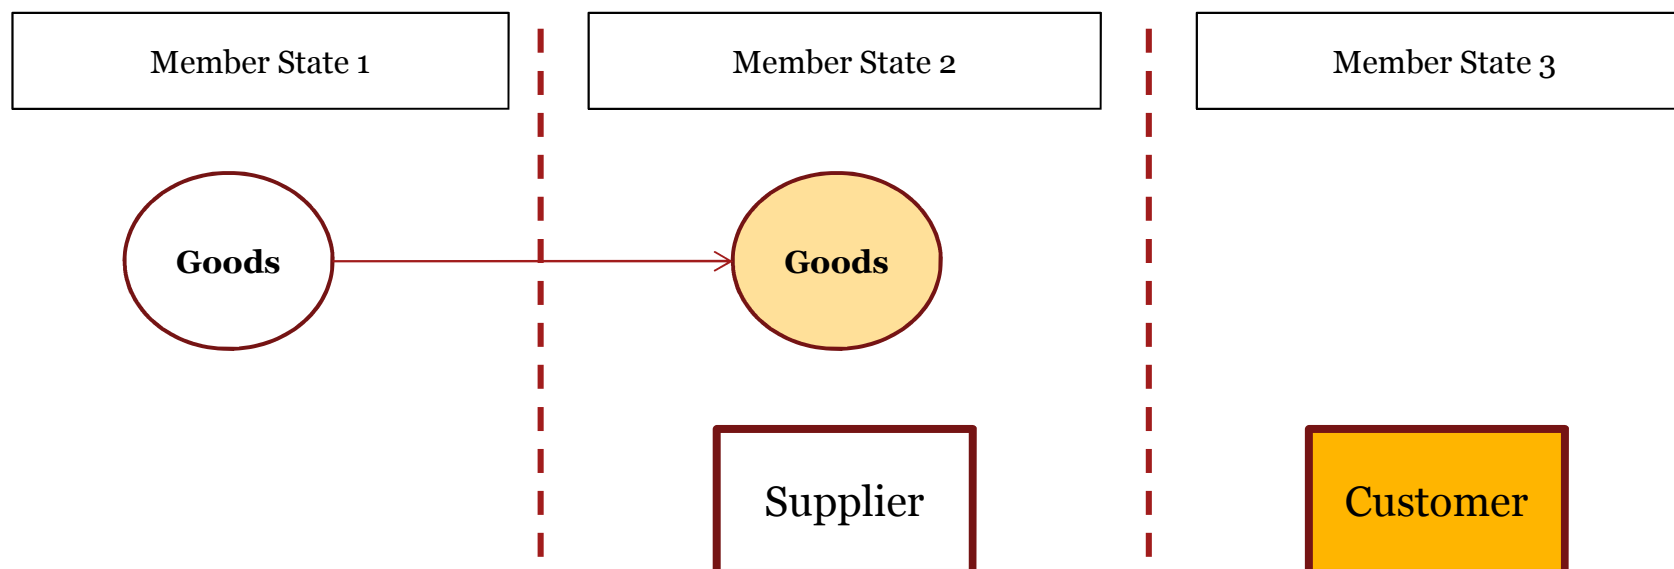 Member State 1
Member State 2
Member State 3
Goods
Goods
Supplier
Customer